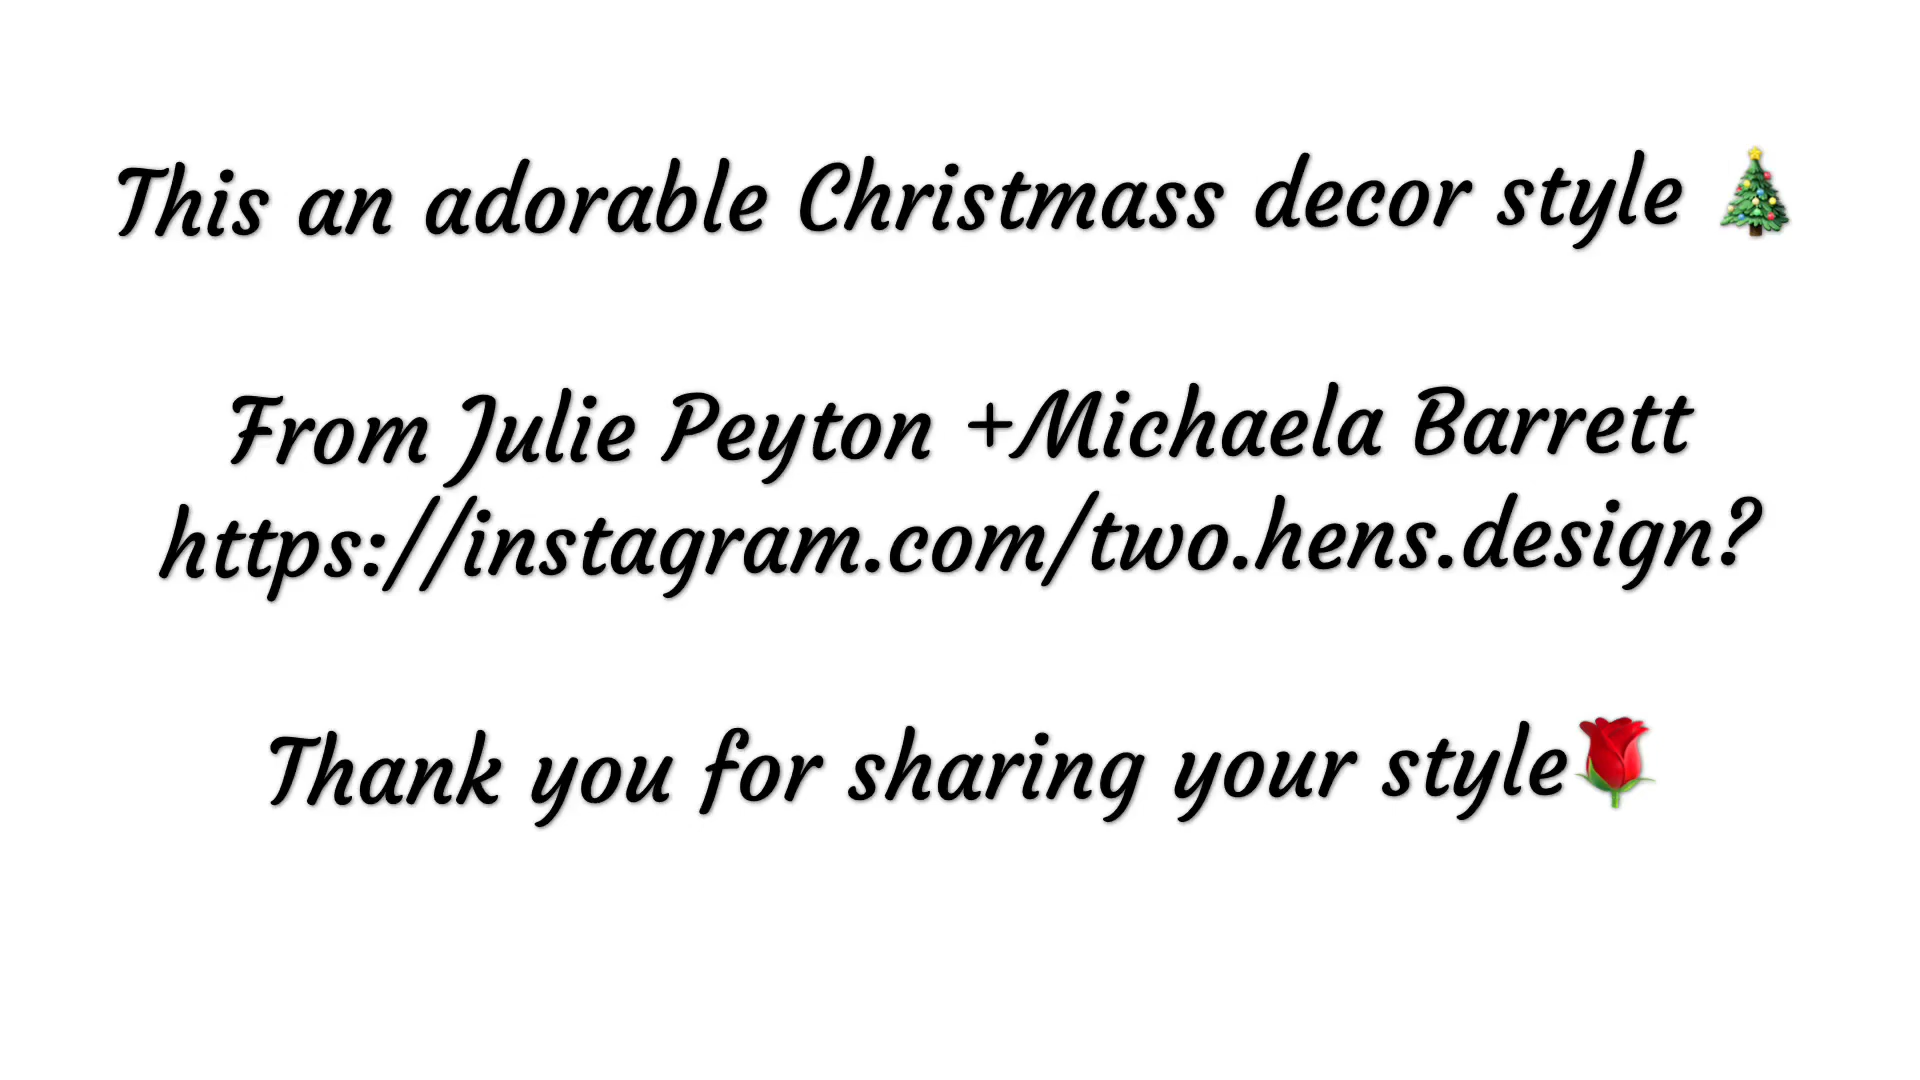 This an adorable Christmass decor style 🎄
From Julie Peyton +Michaela Barrett
https://instagram.com/two.hens.design?
Thank you for sharing your style🌹